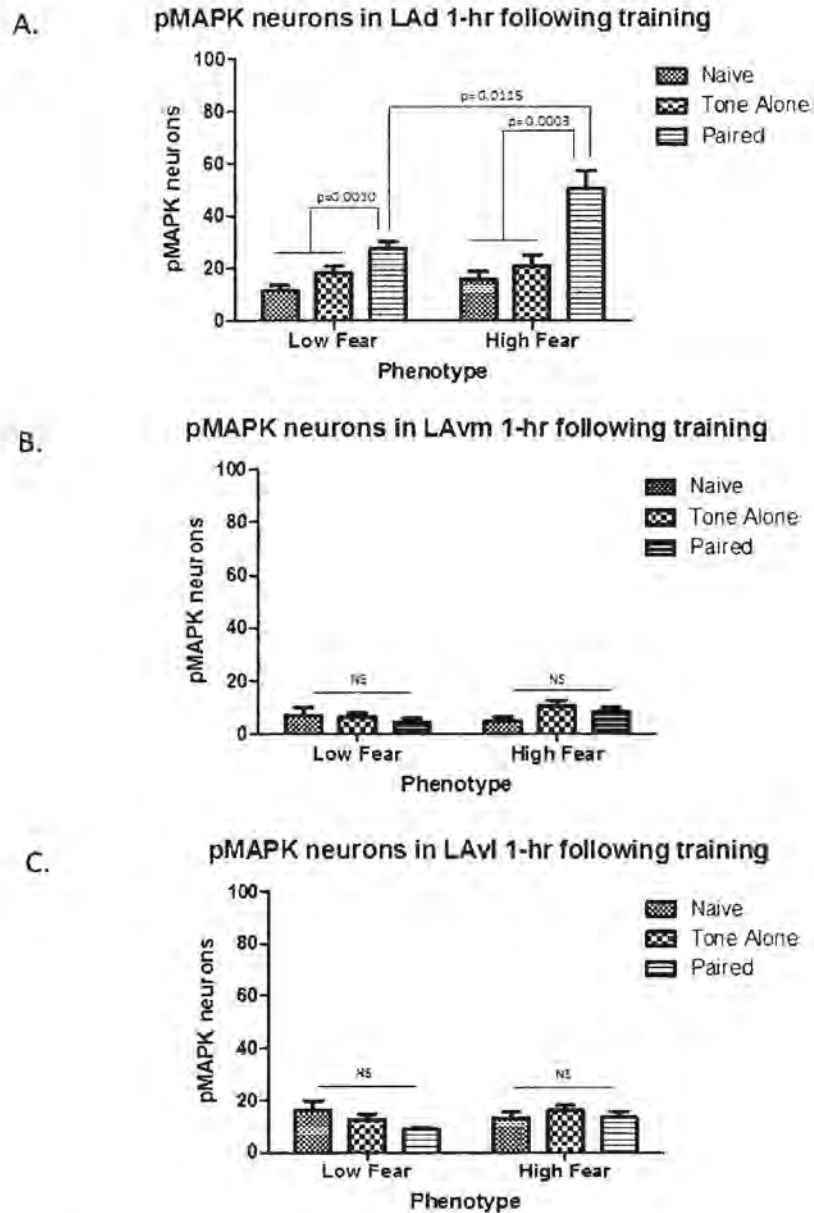 A.
pMAPK neurons in LAd 1-hr following training
100
80
60
40
20
0
pMAPK neurons
Naive
Tone Alone
Paired
p=0.0115
p=0.0003
p=0.0010
Low Fear
High Fear
Phenotype
B.
pMAPK neurons in LAvm 1-hr following training
100
80
60
40
20
0
pMAPK neurons
Naive
Tone Alone
Paired
NS
NS
Low Fear
High Fear
Phenotype
C.
pMAPK neurons in LAvl 1-hr following training
100
80
60
40
20
0
pMAPK neurons
Naive
Tone Alone
Paired
NS
NS
Low Fear
High Fear
Phenotype